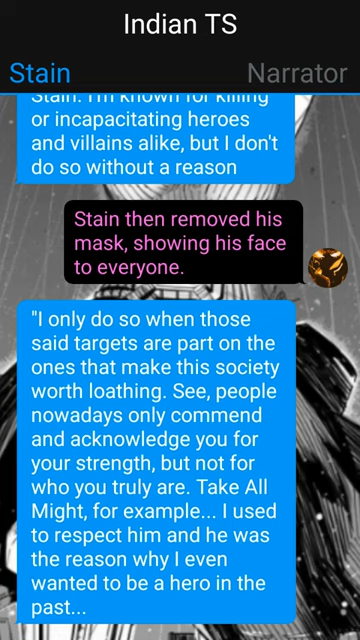 Indian TS
Stain
Narrator
Stain. I'm known for killing
or incapacitating heroes
and villains alike, but I don't
do so without a reason
Stain then removed his
mask, showing his face
to everyone.
"I only do so when those
said targets are part on the
ones that make this society
worth loathing. See, people
nowadays only commend
and acknowledge you for
your strength, but not for
who you truly are. Take All
Might, for example... I used
to respect him and he was
the reason why I even
wanted to be a hero in the
past...